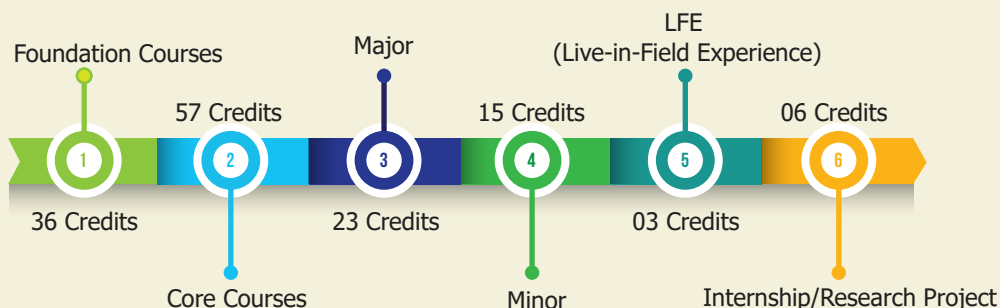 LFE
Foundation Courses
Major
(Live-in-Field Experience)
57 Credits
15 Credits
06 Credits
1
2
3
4
5
6
36 Credits
23 Credits
03 Credits
Core Courses
Minor
Internship/Research Project